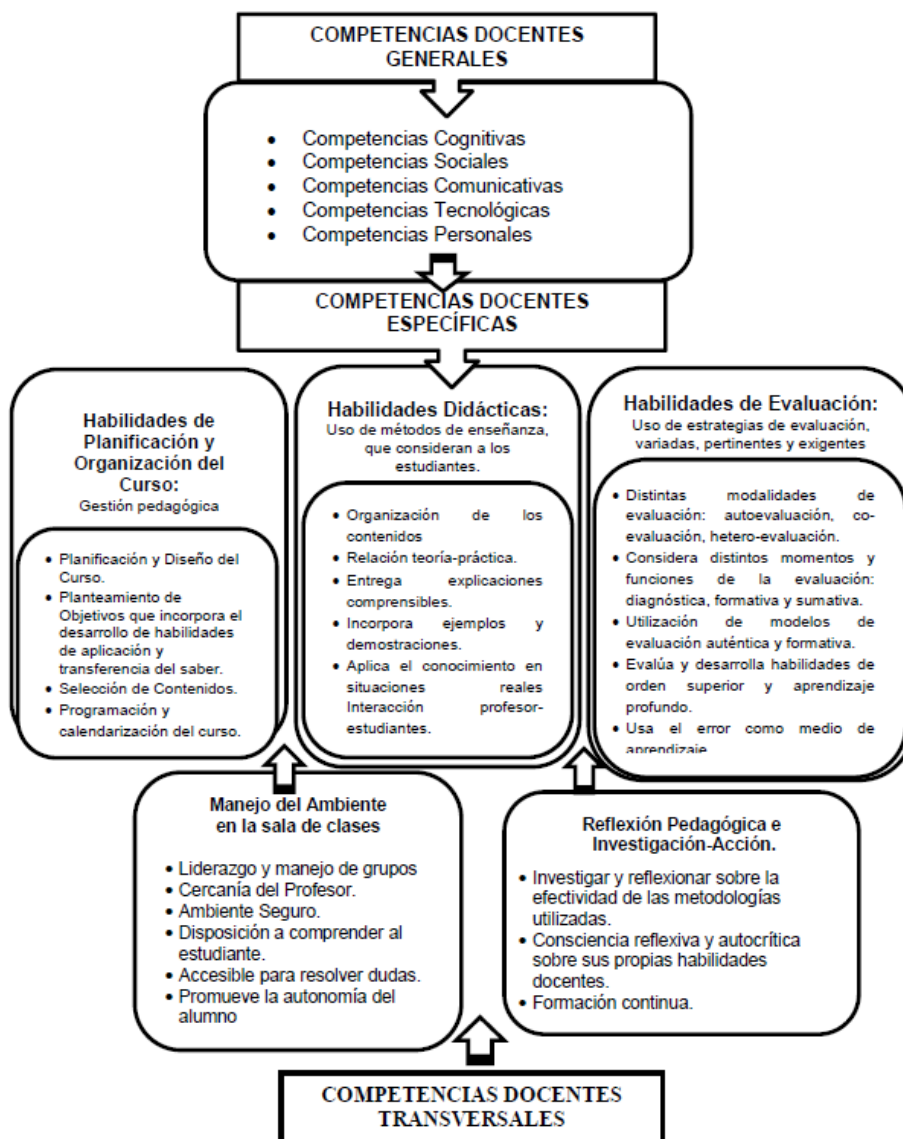 COMPETENCIAS DOCENTES
GENERALES
• Competencias Cognitivas
• Competencias Sociales
• Competencias Comunicativas
• Competencias Tecnológicas
• Competencias Personales
COMPETENCIAS DOCENTES
ESPECÍFICAS
Habilidades de
Planificación y
Organización del
Curso:
Gestión pedagógica
• Planificación y Diseño del
Curso.
• Planteamiento de
Objetivos que incorpora el
desarrollo de habilidades
de aplicación y
transferencia del saber.
• Selección de Contenidos.
• Programación y
calendarización del curso.
Habilidades Didácticas:
Uso de métodos de enseñanza,
que consideran a los
estudiantes.
• Organización de los
contenidos
• Relación teoría-práctica.
• Entrega explicaciones
comprensibles.
• Incorpora ejemplos y
demostraciones.
• Aplica el conocimiento en
situaciones reales
Interacción profesor-
estudiantes.
Habilidades de Evaluación:
Uso de estrategias de evaluación,
variadas, pertinentes y exigentes
• Distintas modalidades de
evaluación: autoevaluación, co-
evaluación, hetero-evaluación.
• Considera distintos momentos y
funciones de la evaluación:
diagnóstica, formativa y sumativa.
• Utilización de modelos de
evaluación auténtica y formativa.
• Evalúa y desarrolla habilidades de
orden superior y aprendizaje
profundo.
• Usa el error como medio de
aprendizaje
Manejo del Ambiente
en la sala de clases
• Liderazgo y manejo de grupos
• Cercanía del Profesor.
• Ambiente Seguro.
• Disposición a comprender al
estudiante.
• Accesible para resolver dudas.
• Promueve la autonomía del
alumno
Reflexión Pedagógica e
Investigación-Acción.
• Investigar y reflexionar sobre la
efectividad de las metodologías
utilizadas.
• Consciencia reflexiva y autocrítica
sobre sus propias habilidades
docentes.
• Formación continua.
COMPETENCIAS DOCENTES
TRANSVERSALES